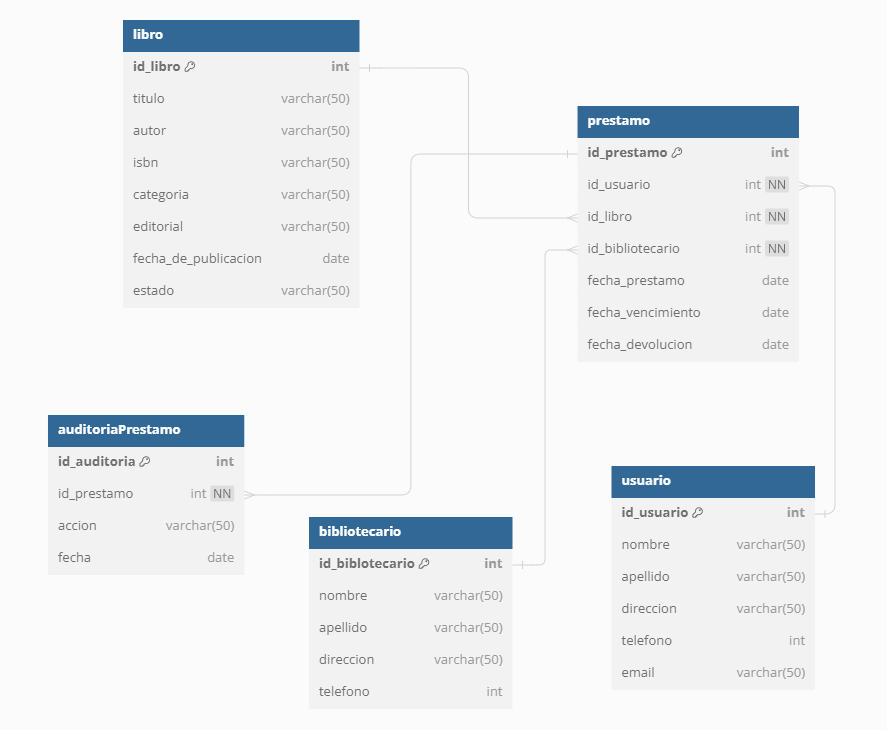 libro
id_libro int
titulo varchar(50)
autor varchar(50)
isbn varchar(50)
categoria varchar(50)
editorial varchar(50)
fecha_de_publicacion date
estado varchar(50)
prestamo
id_prestamo int
id_usuario int NN
id_libro int NN
id_bibliotecario int NN
fecha_prestamo date
fecha_vencimiento date
fecha_devolucion date
auditoriaPrestamo
id_auditoria int
id_prestamo int NN
accion varchar(50)
fecha date
bibliotecario
id_biblotecario int
nombre varchar(50)
apellido varchar(50)
direccion varchar(50)
telefono int
usuario
id_usuario int
nombre varchar(50)
apellido varchar(50)
direccion varchar(50)
telefono int
email varchar(50)